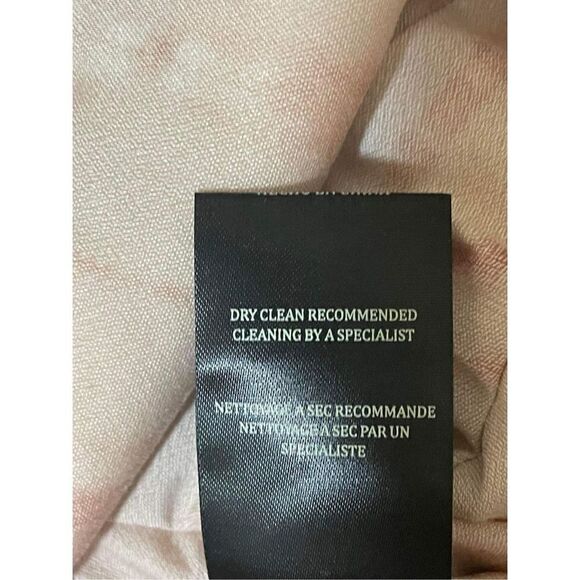 DRY CLEAN RECOMMENDED
CLEANING BY A SPECIALIST
NETTOYAGE A SEC RECOMMANDE
NETTOYAGE A SEC PAR UN
SPECIALISTE